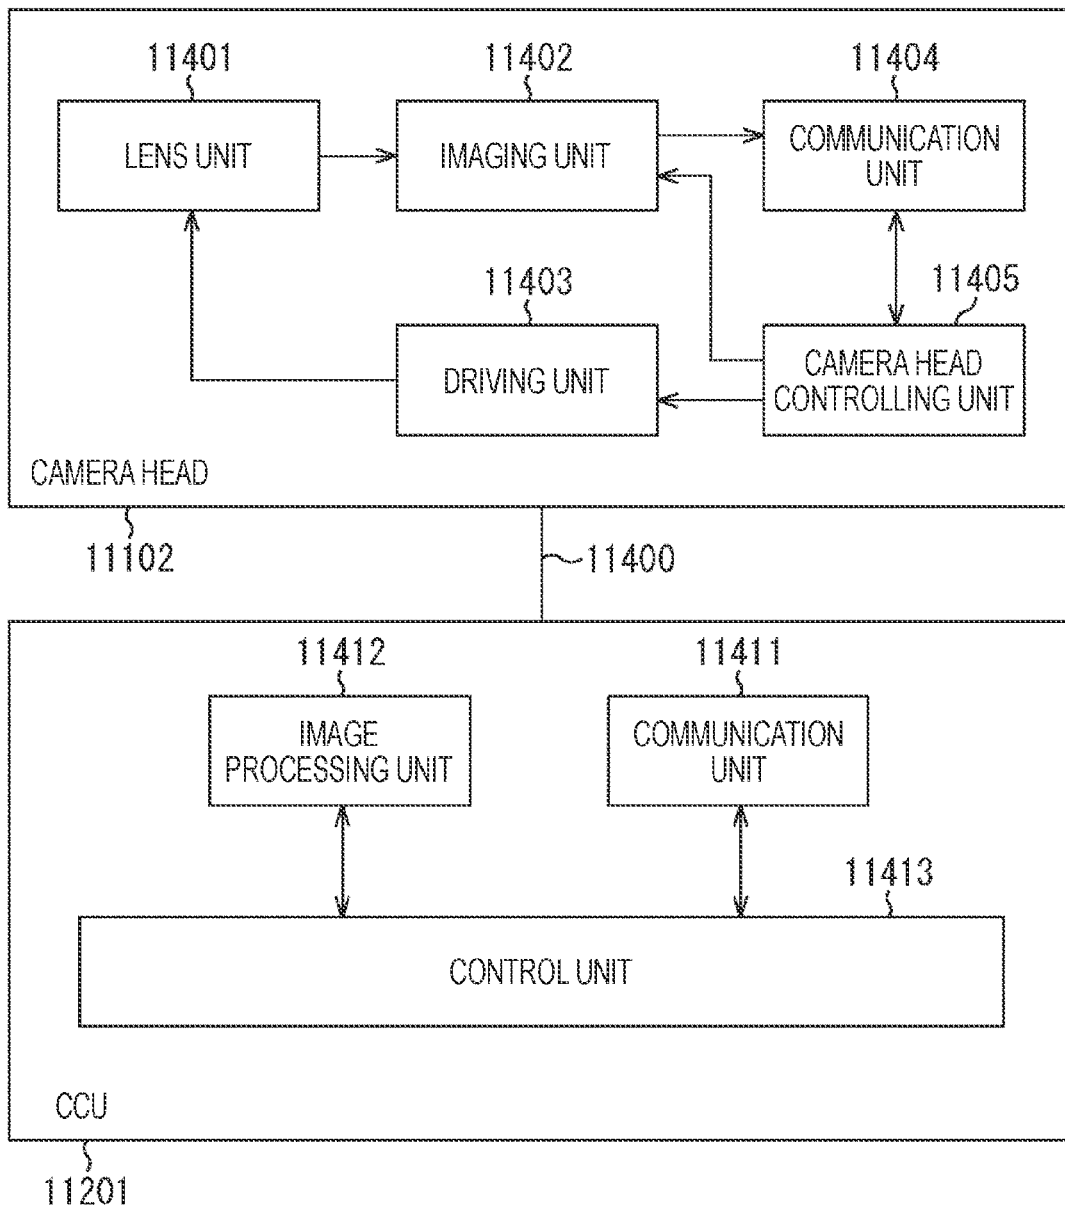 11401
11402
11404
LENS UNIT
IMAGING UNIT
COMMUNICATION
UNIT
11403
11405
DRIVING UNIT
CAMERA HEAD
CONTROLLING UNIT
CAMERA HEAD
11102
11400
11412
11411
IMAGE
PROCESSING UNIT
COMMUNICATION
UNIT
11413
CONTROL UNIT
CCU
11201